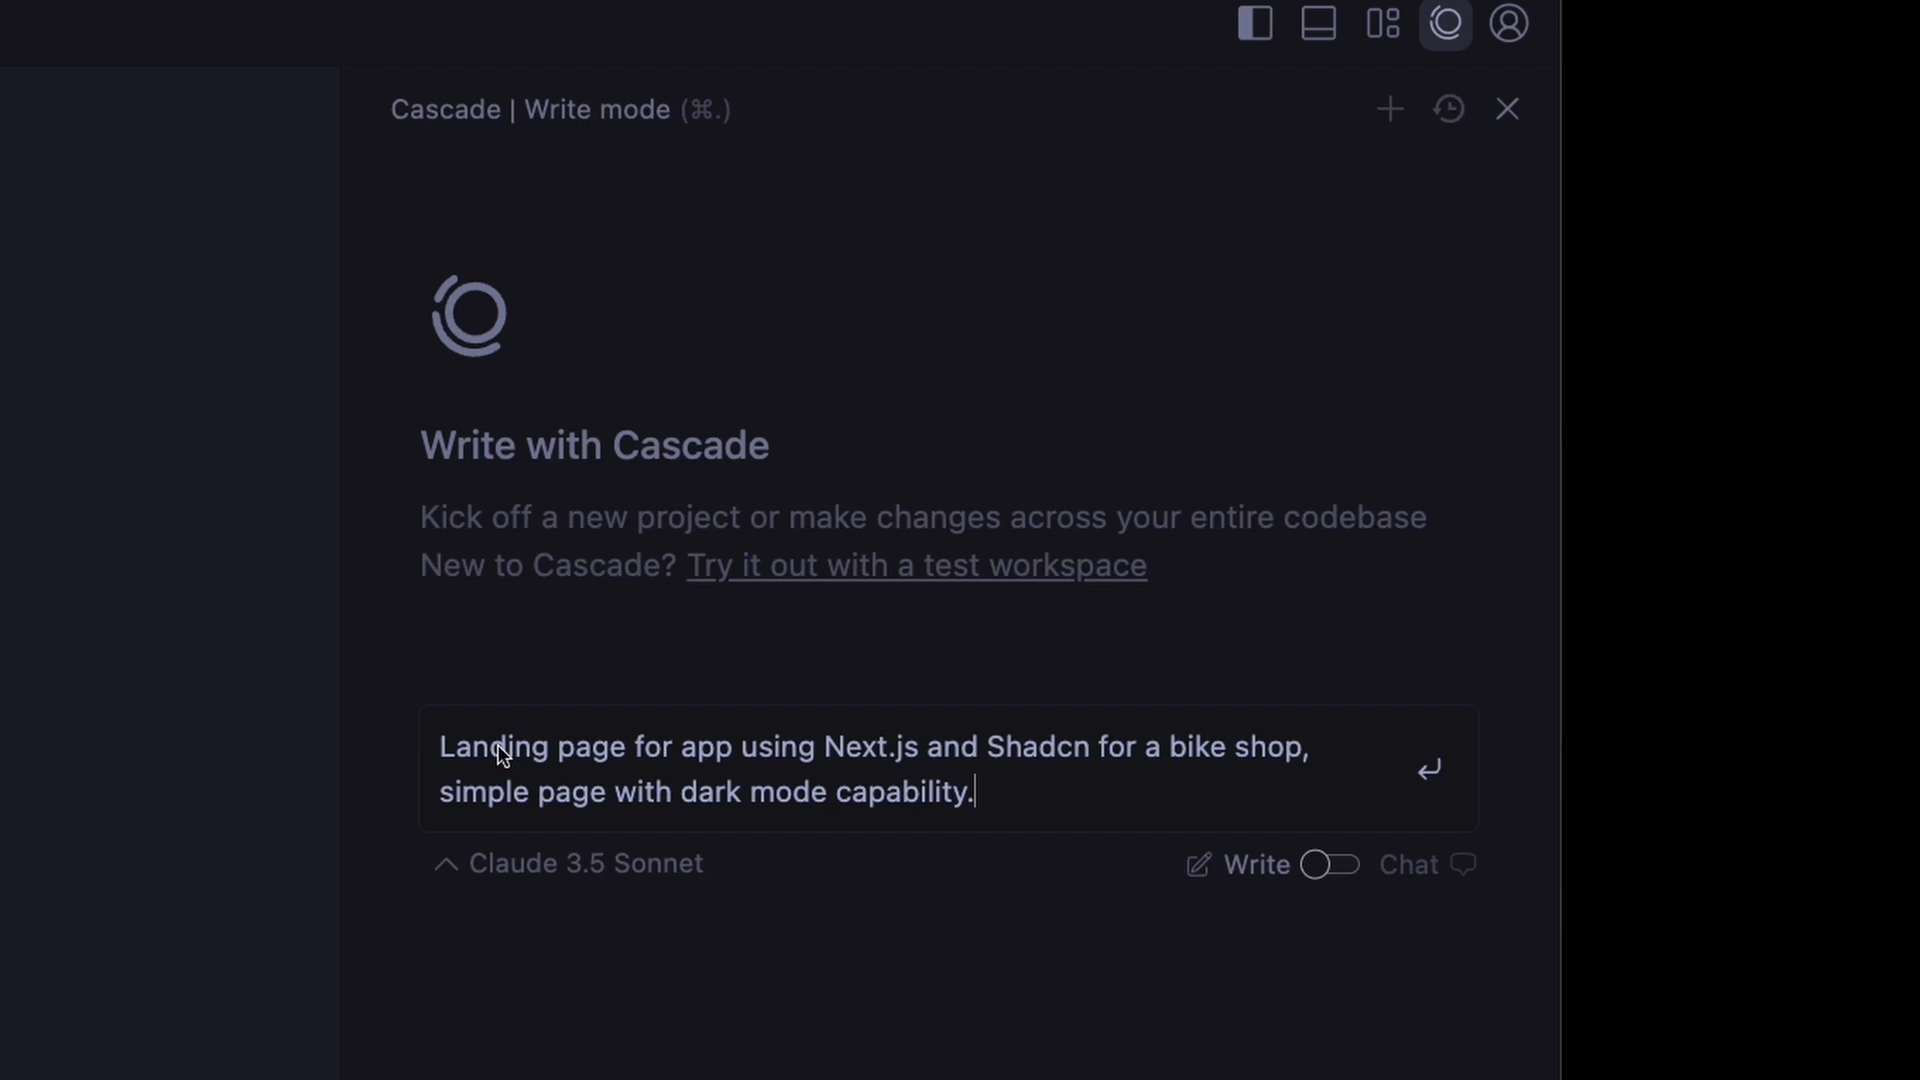 Cascade | Write mode (⌘.)
Write with Cascade
Kick off a new project or make changes across your entire codebase
New to Cascade? Try it out with a test workspace
Landing page for app using Next.js and Shadcn for a bike shop,
simple page with dark mode capability.
Claude 3.5 Sonnet
Write Chat